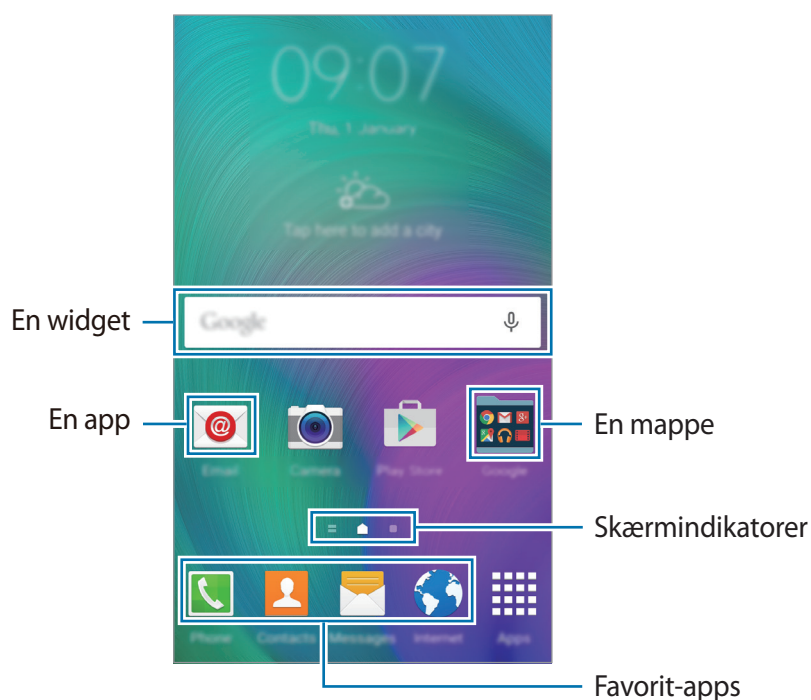 09:07
Thu, 1 January
Tap here to add a city
En widget
Google
En app
@
En mappe
Email
Camera
Play Store
Google
Skærmindikatorer
Phone
Contacts
Messages
Internet
Apps
Favorit-apps